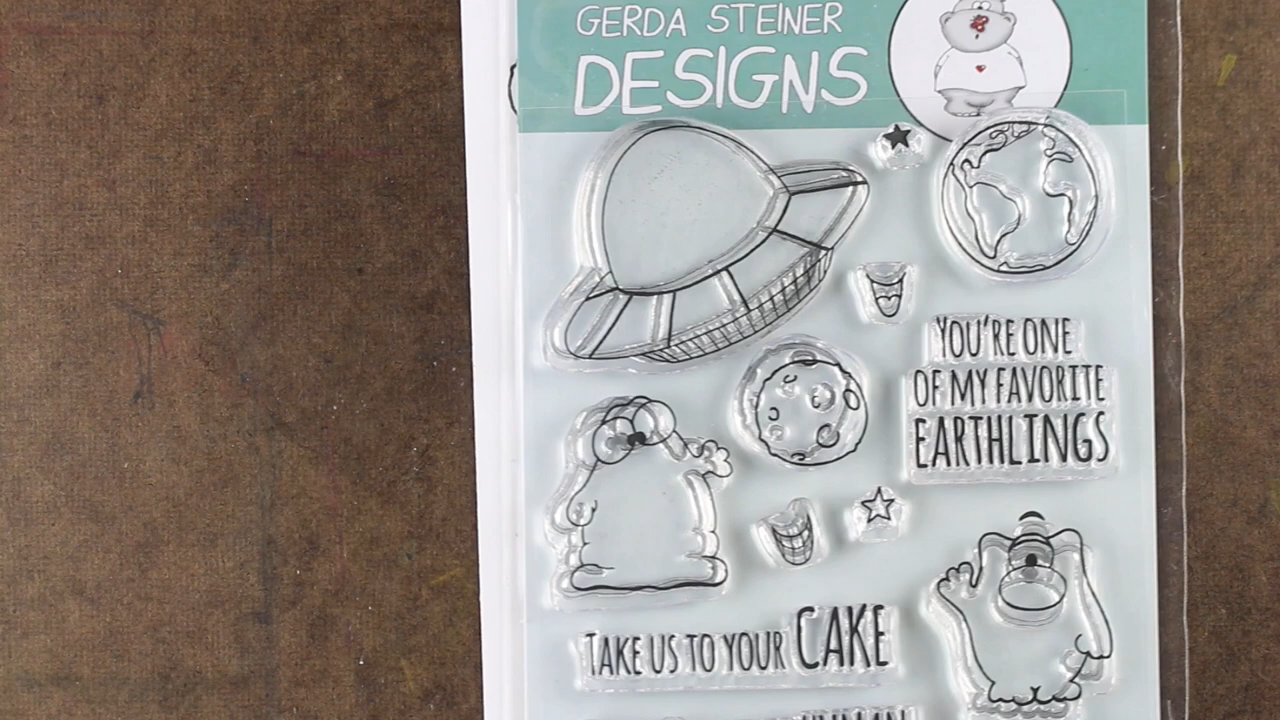 GERDA STEINER
DESIGNS
YOU'RE ONE
OF MY FAVORITE
EARTHLINGS
TAKE US TO YOUR CAKE